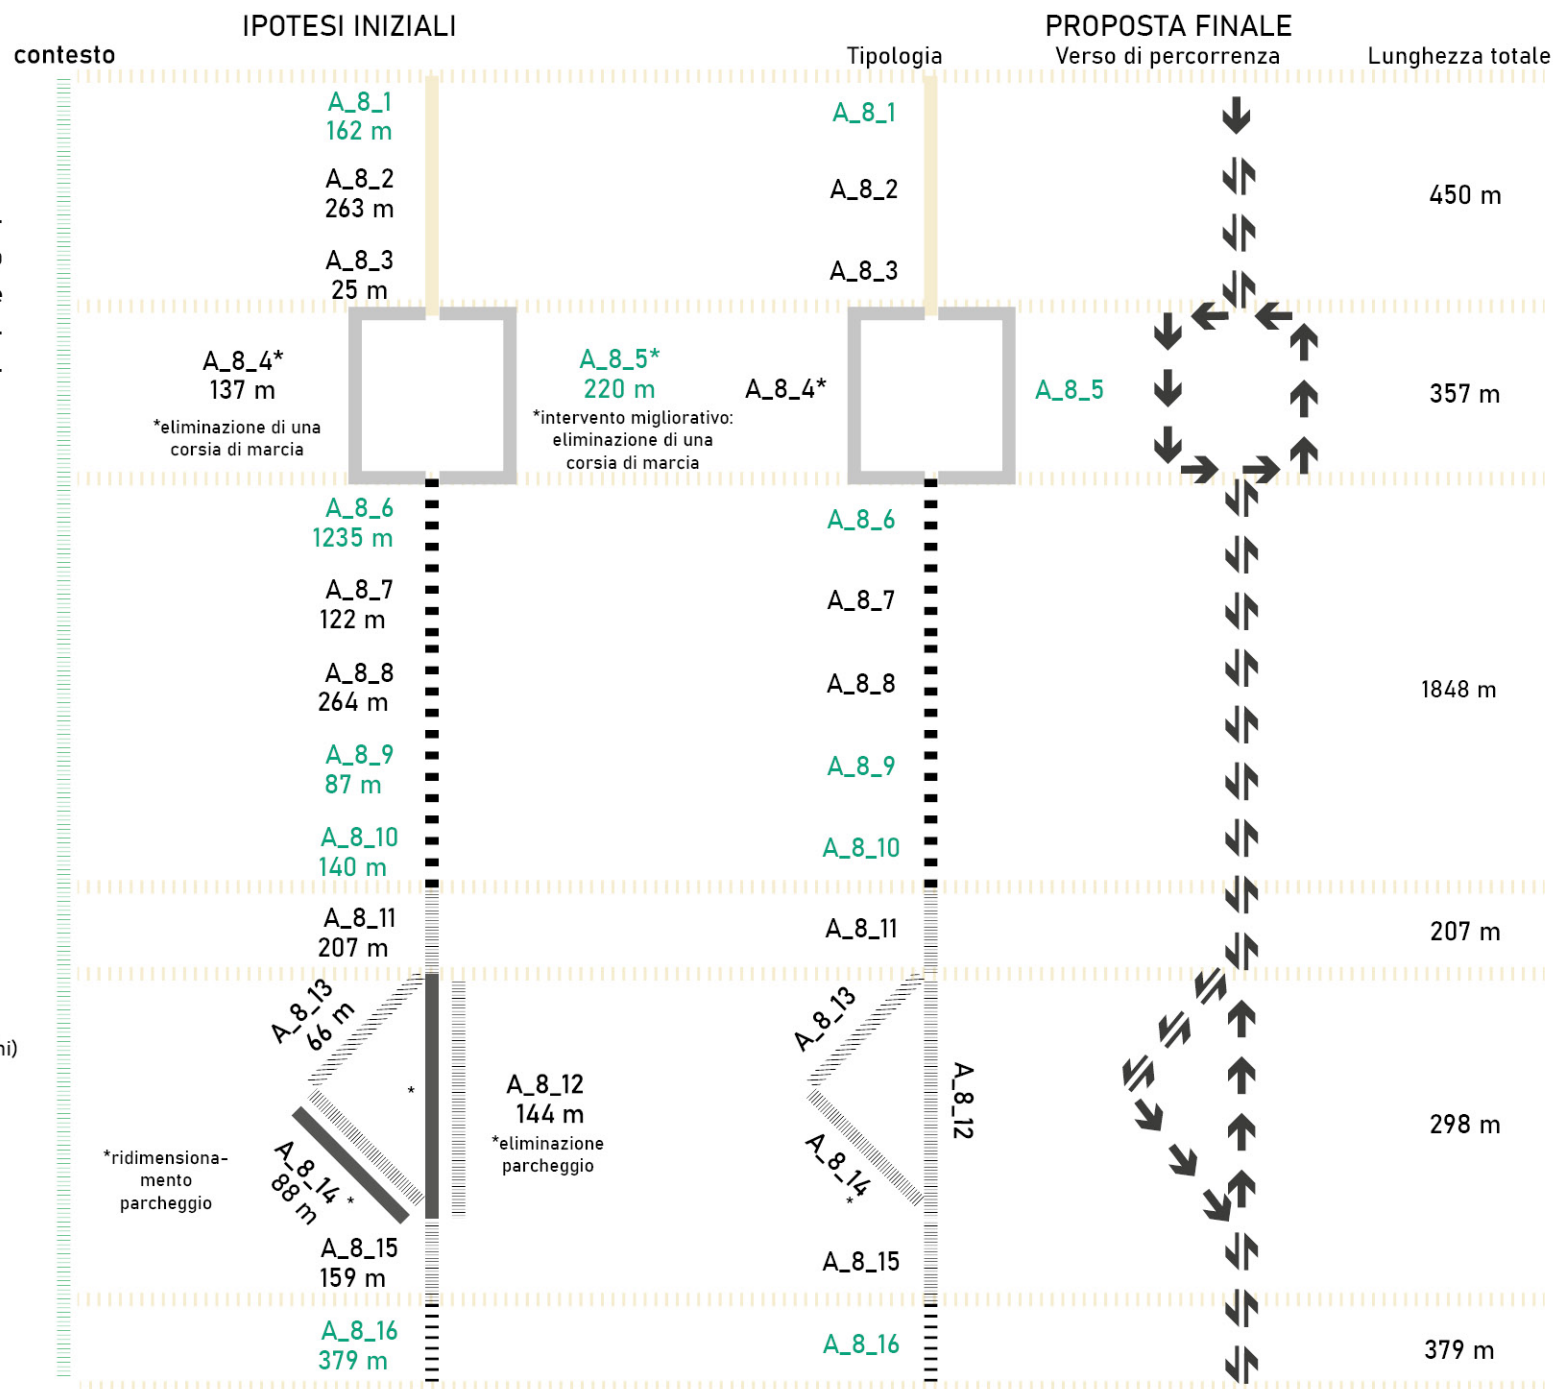 IPOTESI INIZIALI
PROPOSTA FINALE
contesto
Tipologia
Verso di percorrenza
Lunghezza totale
A_8_1
162 m
A_8_2
263 m
A_8_3
25 m
A_8_1
A_8_2
A_8_3
450 m
A_8_4*
137 m
*eliminazione di una
corsia di marcia
A_8_5*
220 m
*intervento migliorativo:
eliminazione di una
corsia di marcia
A_8_4*
A_8_5
357 m
A_8_6
1235 m
A_8_7
122 m
A_8_8
264 m
A_8_9
87 m
A_8_10
140 m
A_8_6
A_8_7
A_8_8
A_8_9
A_8_10
1848 m
A_8_11
207 m
A_8_11
207 m
A_8_13
66 m
*
A_8_12
144 m
*eliminazione
parcheggio
*ridimensiona-
mento
parcheggio
A_8_14 *
88 m
A_8_15
159 m
A_8_13
A_8_12
A_8_14
*
A_8_15
298 m
A_8_16
379 m
A_8_16
379 m